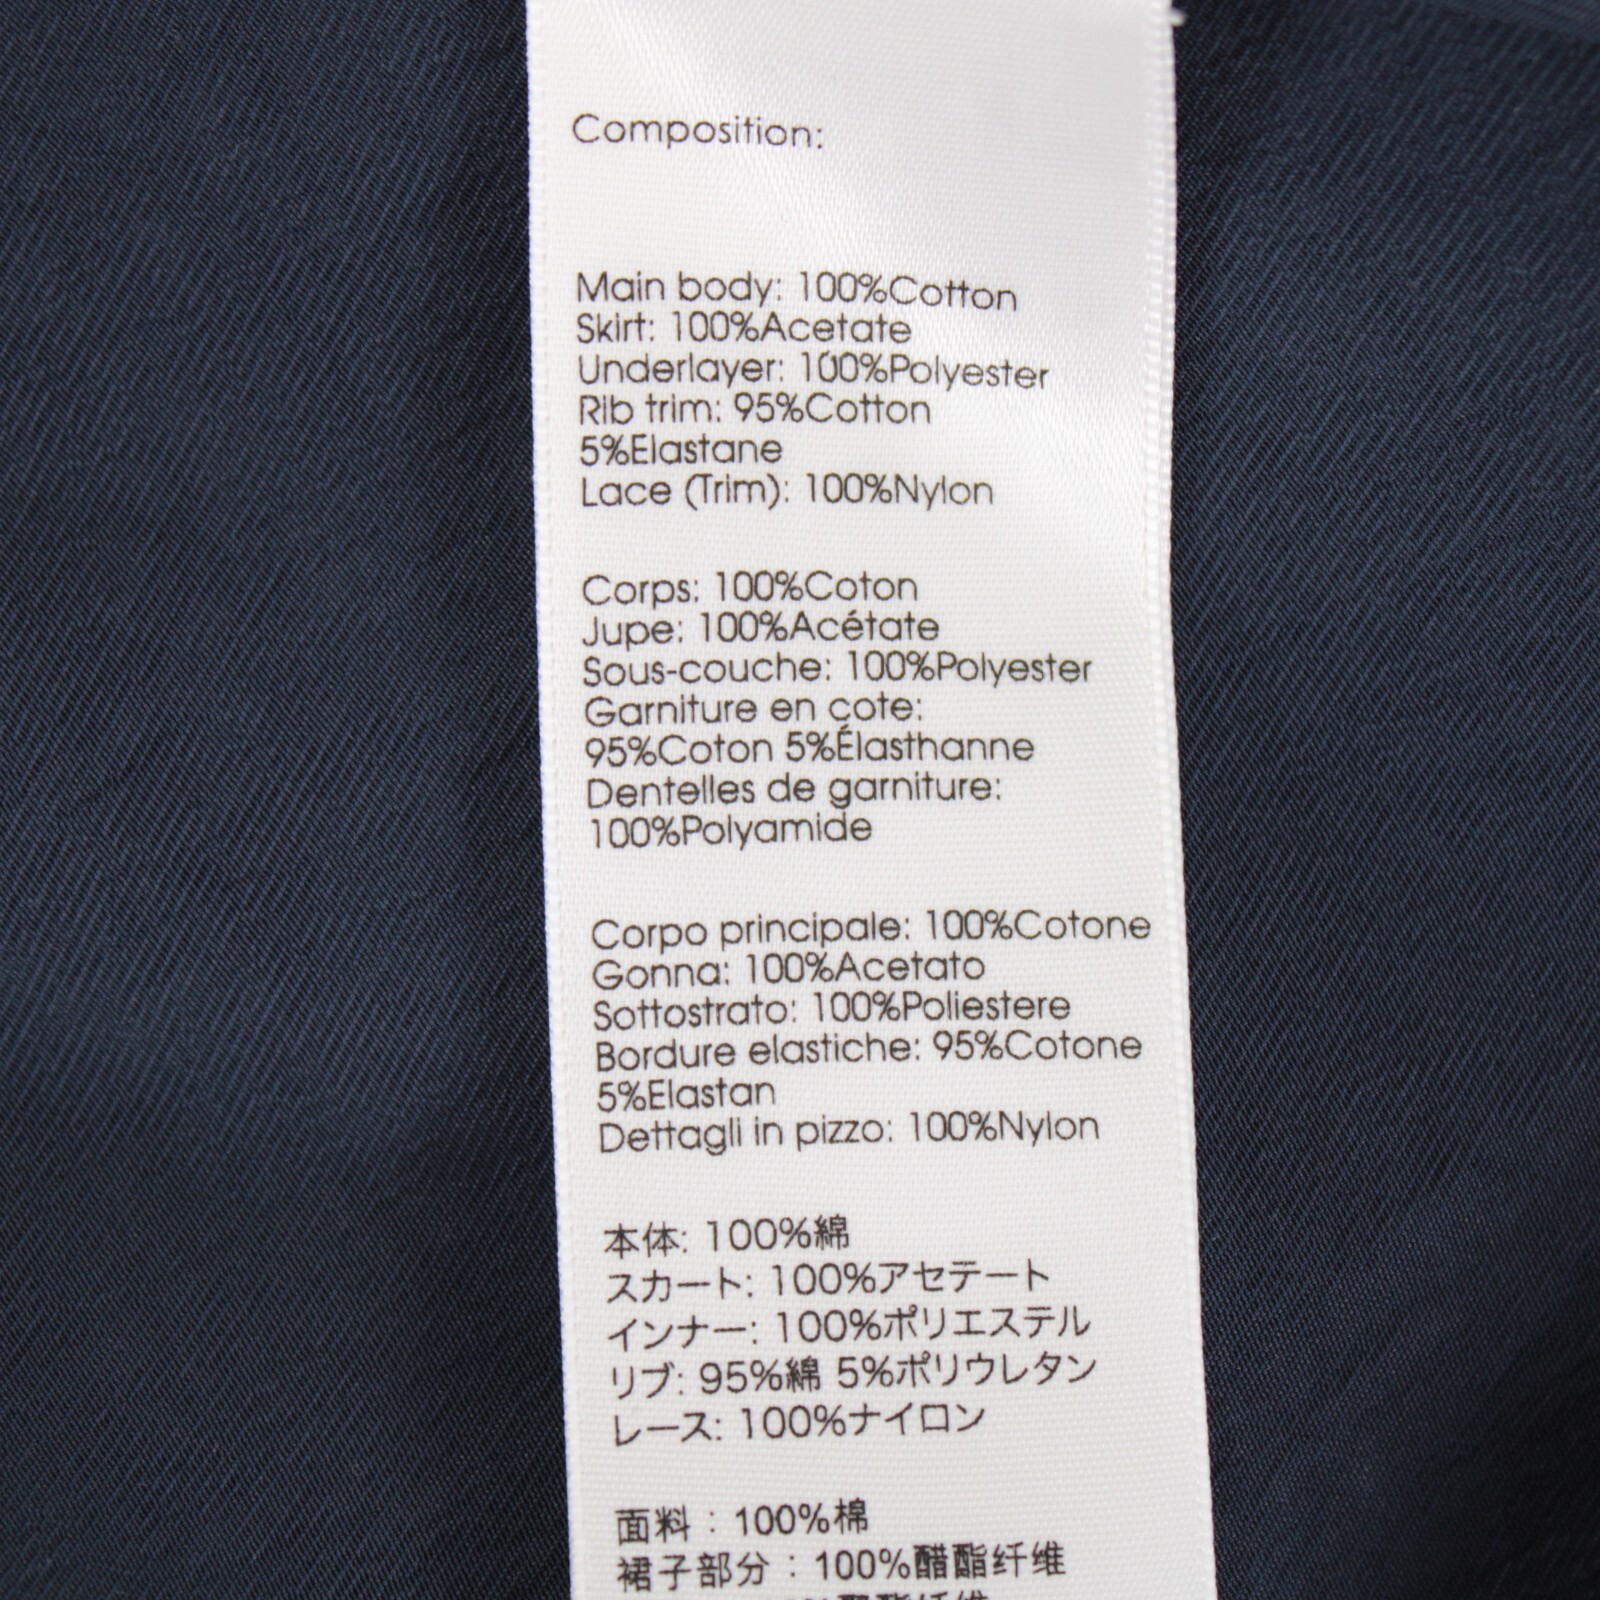 Composition:
Main body: 100%Cotton
Skirt: 100%Acetate
Underlayer: 100%Polyester
Rib trim: 95%Cotton
5%Elastane
Lace (Trim): 100%Nylon
Corps: 100%Coton
Jupe: 100%Acétate
Sous-couche: 100%Polyester
Garniture en cote:
95%Coton 5%Élasthanne
Dentelles de garniture:
100%Polyamide
Corpo principale: 100%Cotone
Gonna: 100%Acetato
Sottostrato: 100%Poliestere
Bordure elastiche: 95%Cotone
5%Elastan
Dettagli in pizzo: 100%Nylon
本体: 100%綿
スカート: 100%アセテート
インナー: 100%ポリエステル
リブ: 95%綿 5%ポリウレタン
レース: 100%ナイロン
面料：100%棉
裙子部分：100%醋酯纤维